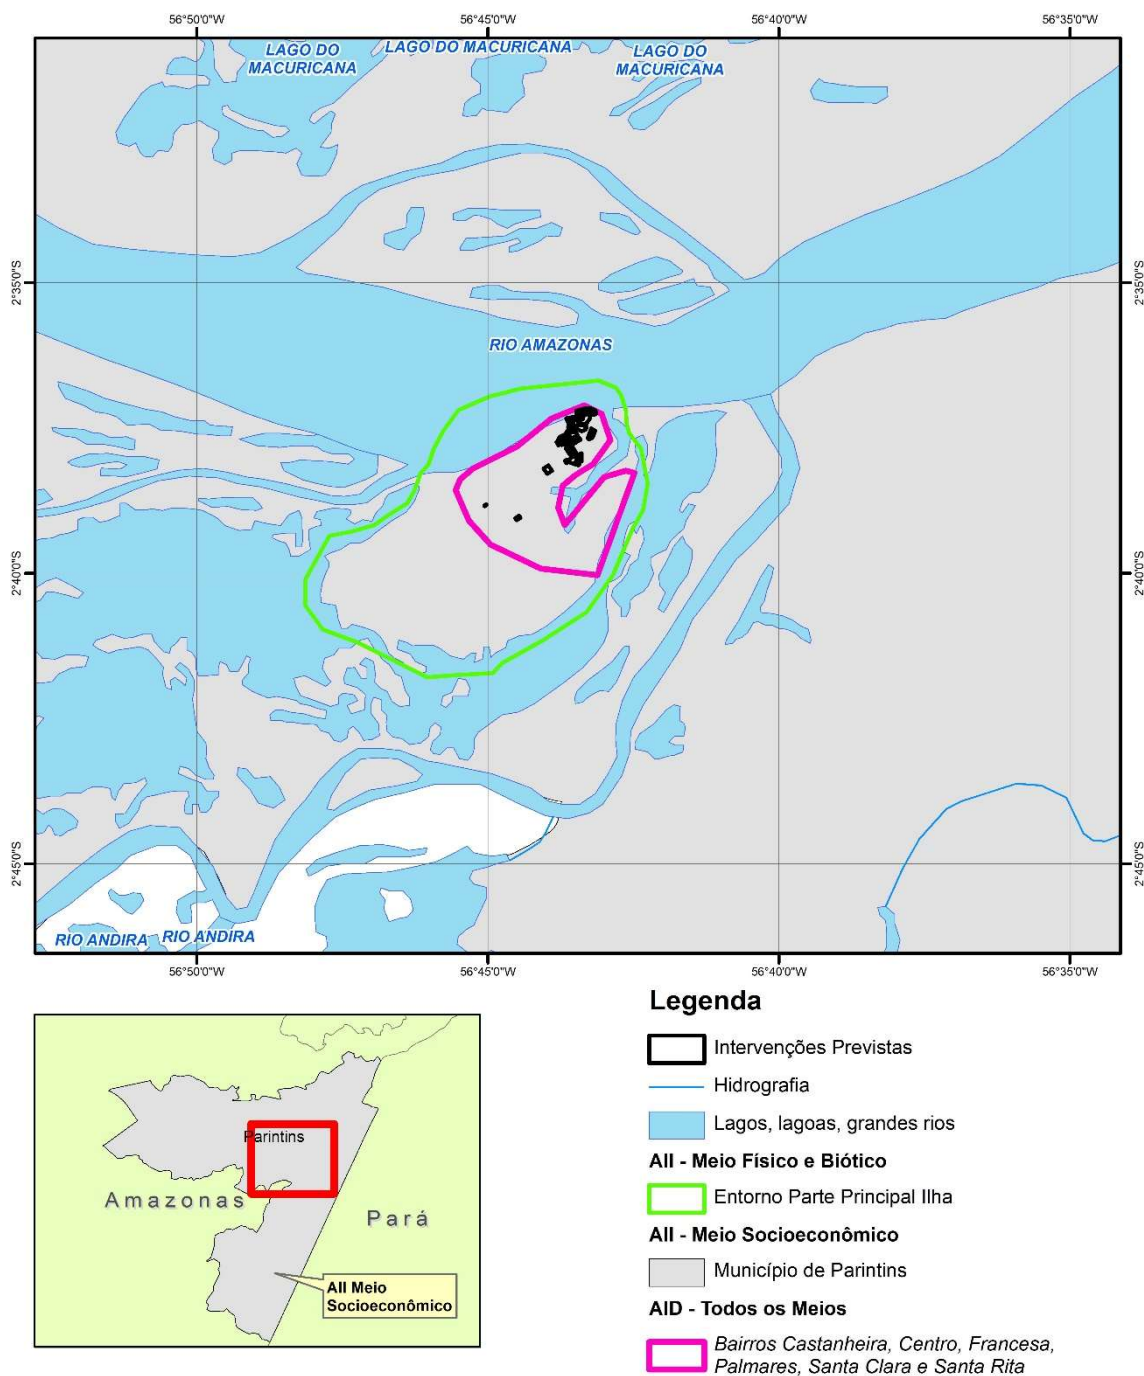 56°50'0"W
56°45'0"W
56°40'0"W
56°35'0"W
LAGO DO
MACURICANA
LAGO DO MACURICANA
LAGO DO
MACURICANA
2°35'0"S
2°35'0"S
RIO AMAZONAS
2°40'0"S
2°40'0"S
2°45'0"S
2°45'0"S
RIO ANDIRA
RIO ANDIRA
56°50'0"W
56°45'0"W
56°40'0"W
56°35'0"W
Parintins
Amazonas
Pará
AII Meio
Socioeconômico
Legenda
Intervenções Previstas
Hidrografia
Lagos, lagoas, grandes rios
AII - Meio Físico e Biótico
Entorno Parte Principal Ilha
AII - Meio Socioeconômico
Município de Parintins
AID - Todos os Meios
Bairros Castanheira, Centro, Francesa,
Palmares, Santa Clara e Santa Rita